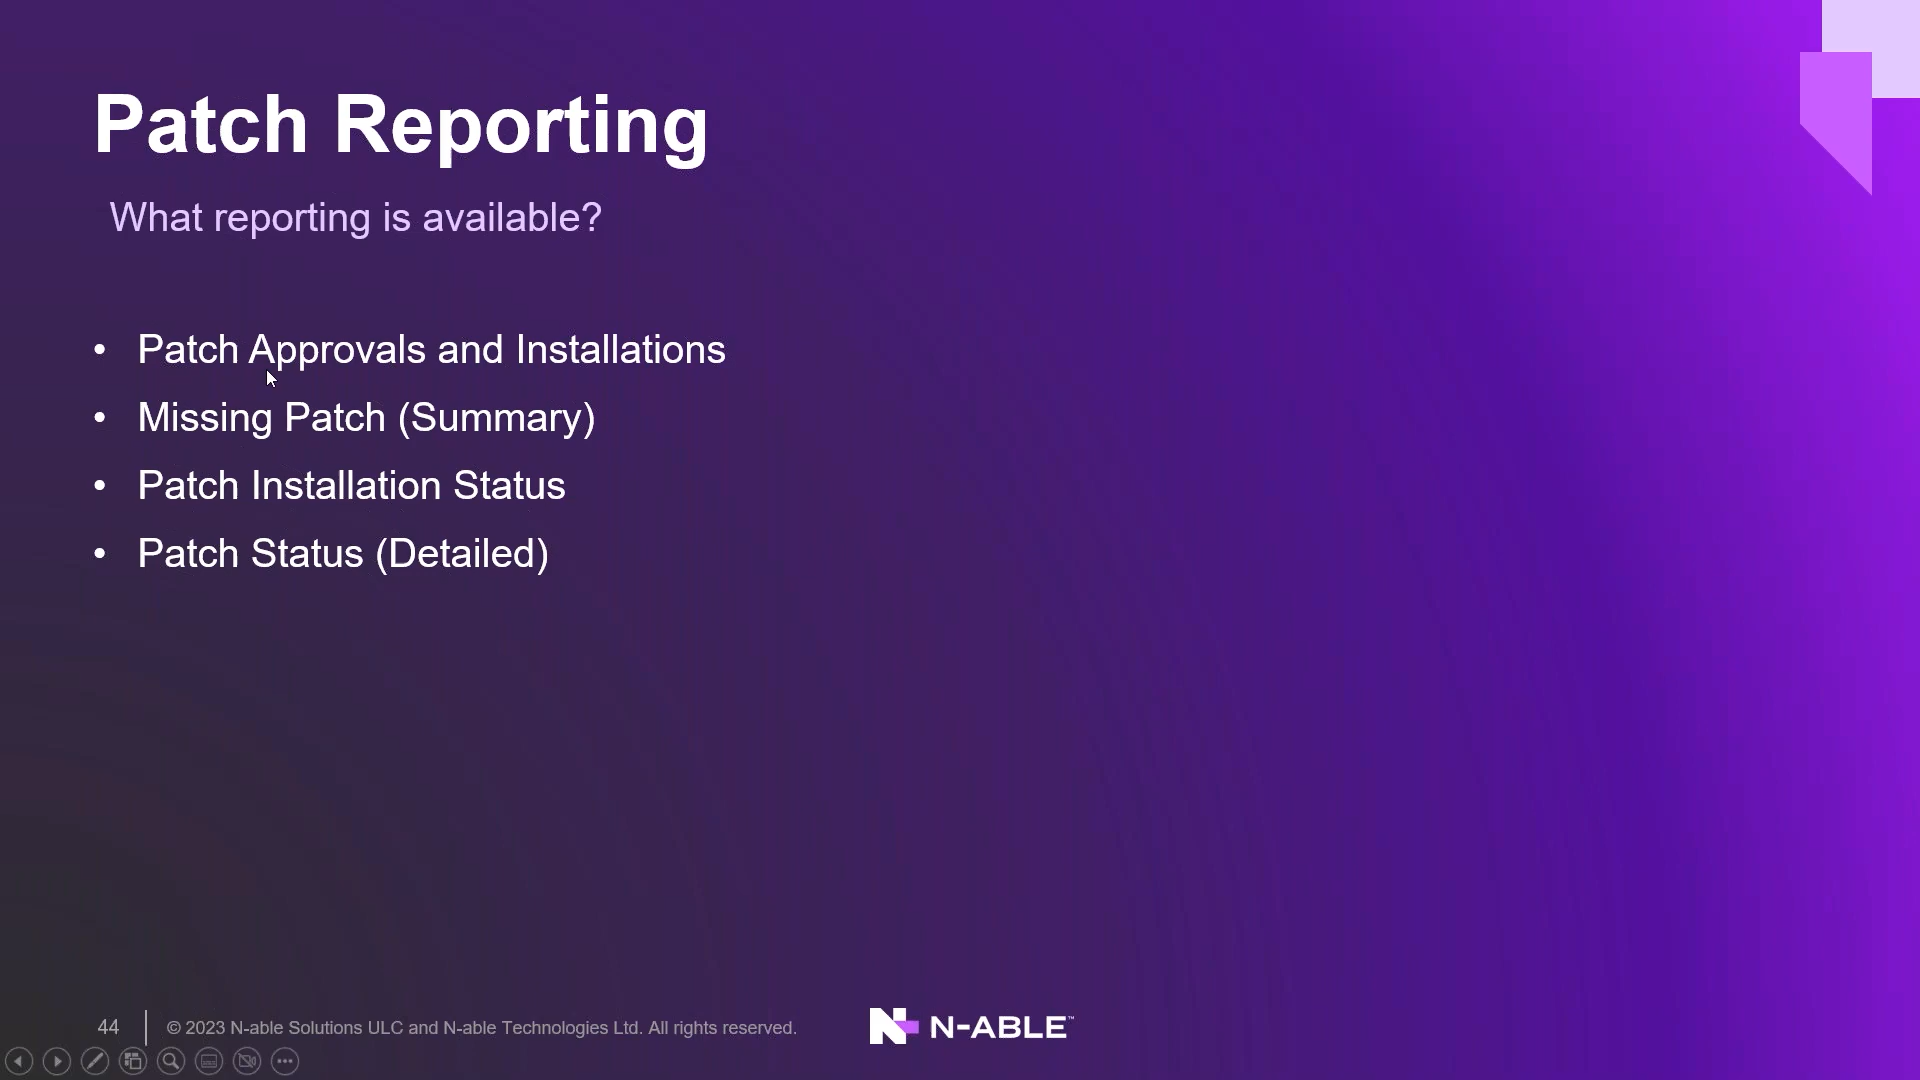 Patch Reporting
What reporting is available?
• Patch Approvals and Installations
• Missing Patch (Summary)
• Patch Installation Status
• Patch Status (Detailed)
44
© 2023 N-able Solutions ULC and N-able Technologies Ltd. All rights reserved.
N-ABLE™